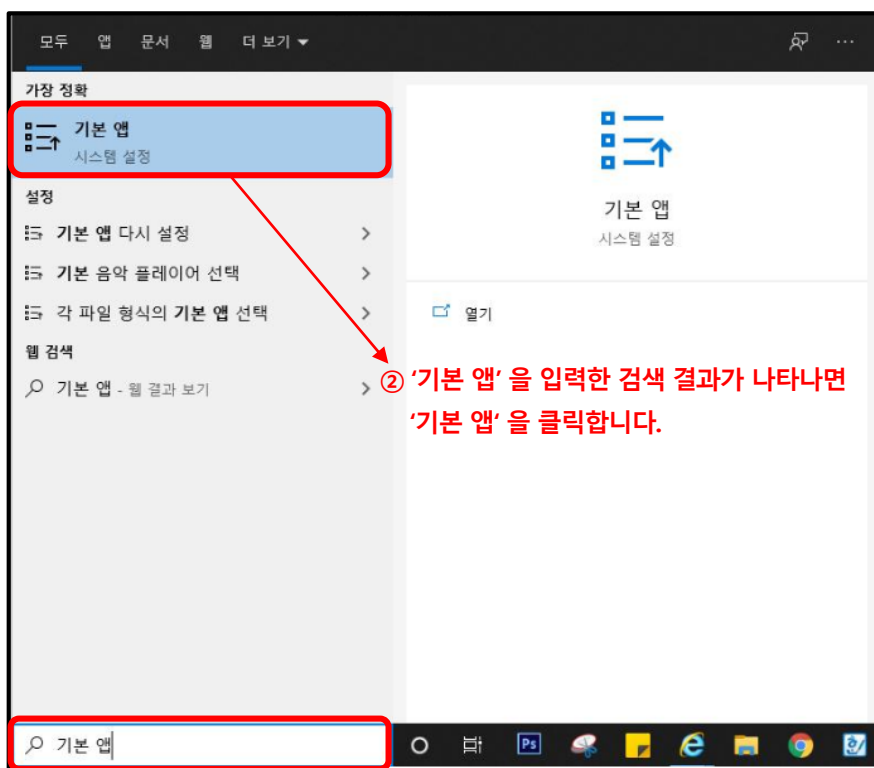 모두 앱 문서 웹 더 보기
가장 정확
기본 앱
시스템 설정
설정
기본 앱 다시 설정
기본 음악 플레이어 선택
각 파일 형식의 기본 앱 선택
웹 검색
기본 앱 - 웹 결과 보기
기본 앱
시스템 설정
열기
② ‘기본 앱’ 을 입력한 검색 결과가 나타나면
‘기본 앱‘ 을 클릭합니다.
기본 앱
Ps